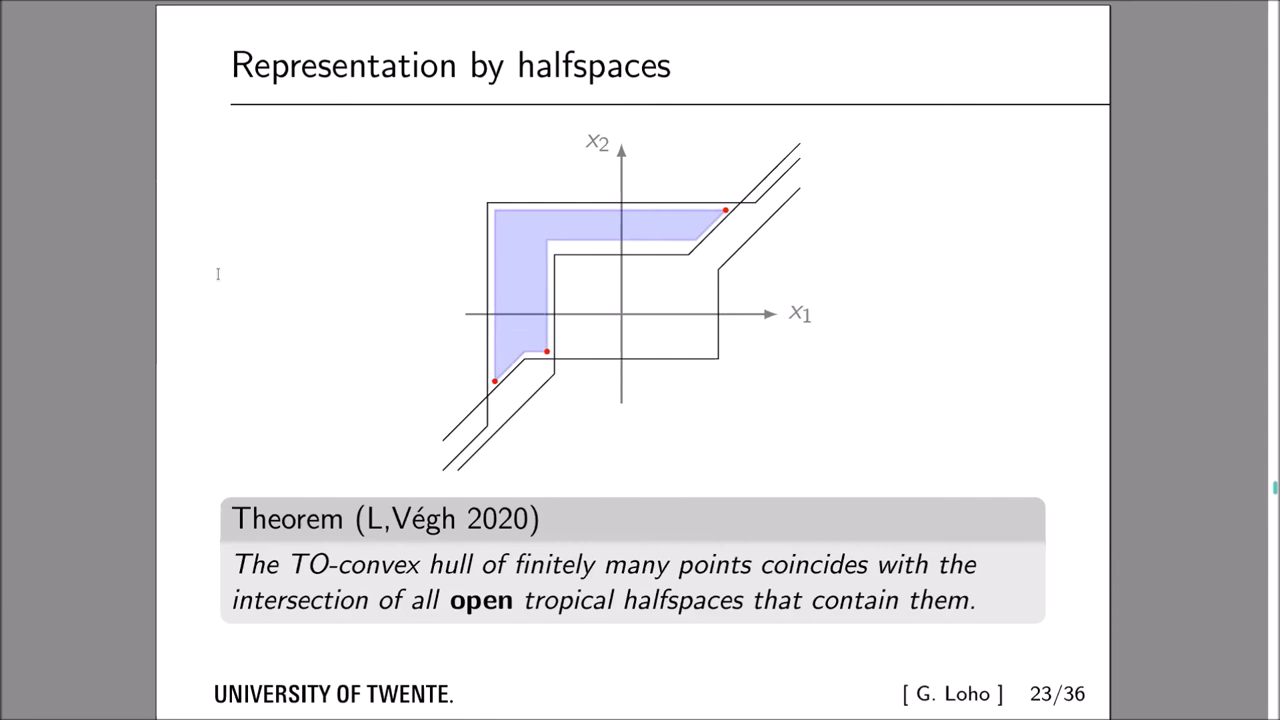 Representation by halfspaces
x2
x1
Theorem (L,Végh 2020)
The TO-convex hull of finitely many points coincides with the
intersection of all open tropical halfspaces that contain them.
UNIVERSITY OF TWENTE.
[ G. Loho ] 23/36